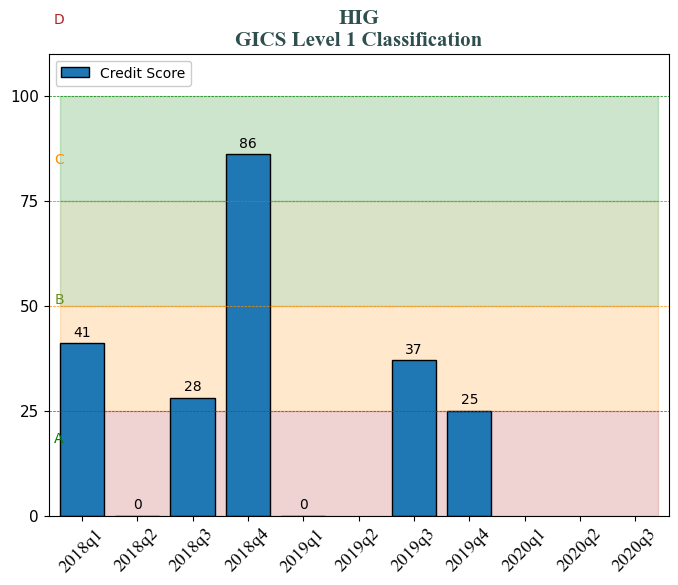 D
HIG
GICS Level 1 Classification
Credit Score
100
C
86
75
B
50
41
37
28
25
25
A
0
0
0
2018q1
2018q2
2018q3
2018q4
2019q1
2019q2
2019q3
2019q4
2020q1
2020q2
2020q3